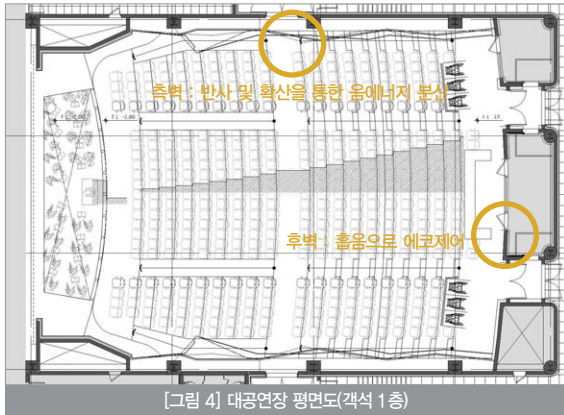 측벽 : 반사 및 확산을 통한 음에너지 분산
후벽 : 흡음으로 에코제어
[그림 4] 대공연장 평면도(객석 1층)